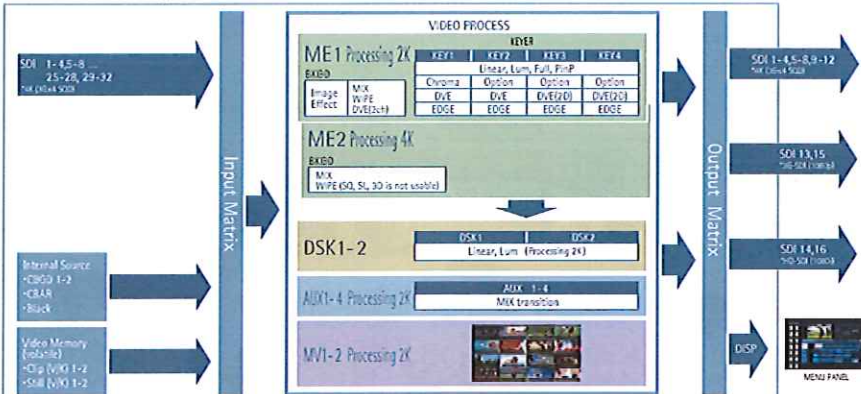 VIDEO PROCESS
SDI 1-4,5-8 ...
25-28, 29-32
ME1 Processing 2K
KEYER
KEY1 KEY2 KEY3 KEY4
Linear, Lum, Full, PinP
Chroma Option Option Option
DVE DVE DVE(2D) DVE(2D)
EDGE EDGE EDGE EDGE
BKGD
Image Effect
MIX
WIPE
DVE(2ch)
ME2 Processing 4K
BKGD
MIX
WIPE (SQ, SL, 3D is not usable)
Input Matrix
Output Matrix
DSK1-2
DSK1 DSK2
Linear, Lum (Processing 2K)
AUX1-4 Processing 2K
AUX 1-4
MIX transition
MV1-2 Processing 2K
Internal Source
•CBGD 1-2
•CBAR
•Black
Video Memory
(volatile)
•Clip (V/K) 1-2
•Still (V/K) 1-2
SDI 1-4,5-8,9-12
SDI 13,15
SDI 14,16
DISP
MENU PANEL